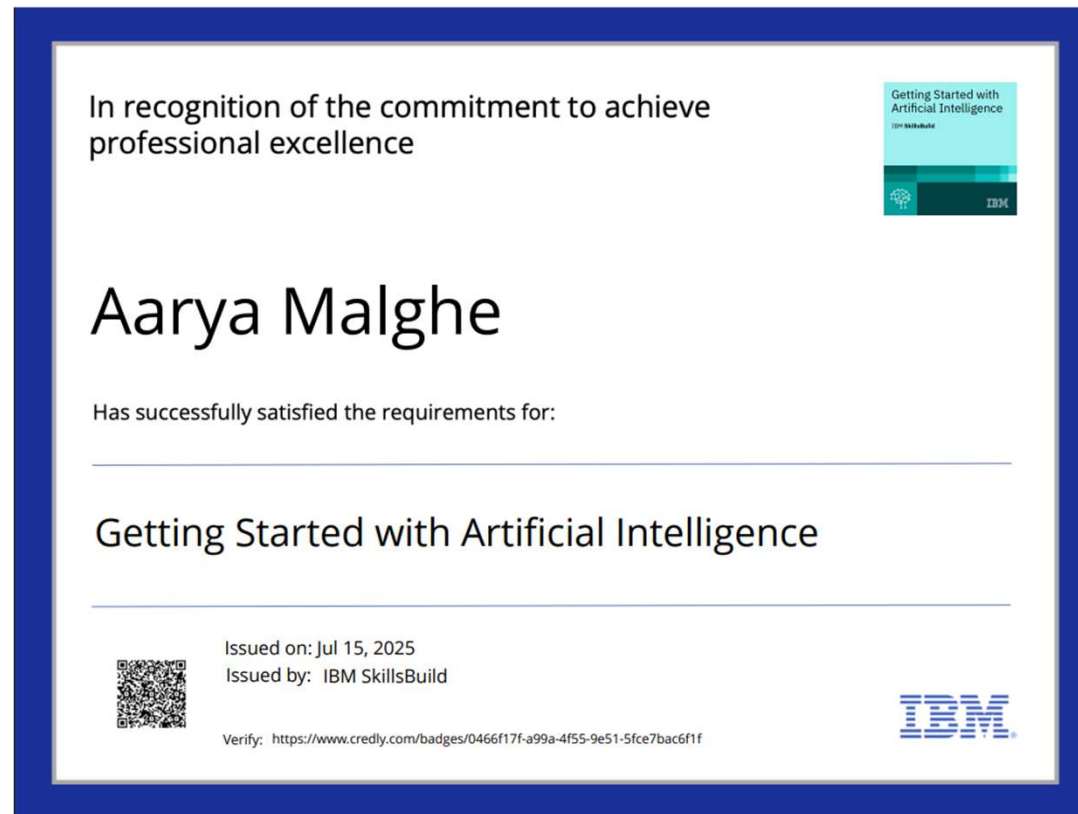 In recognition of the commitment to achieve
professional excellence
Getting Started with
Artificial Intelligence
IBM SkillsBuild
IBM
Aarya Malghe
Has successfully satisfied the requirements for:
Getting Started with Artificial Intelligence
Issued on: Jul 15, 2025
Issued by: IBM SkillsBuild
Verify: https://www.credly.com/badges/0466f17f-a99a-4f55-9e51-5fce7bac6f1f
IBM.